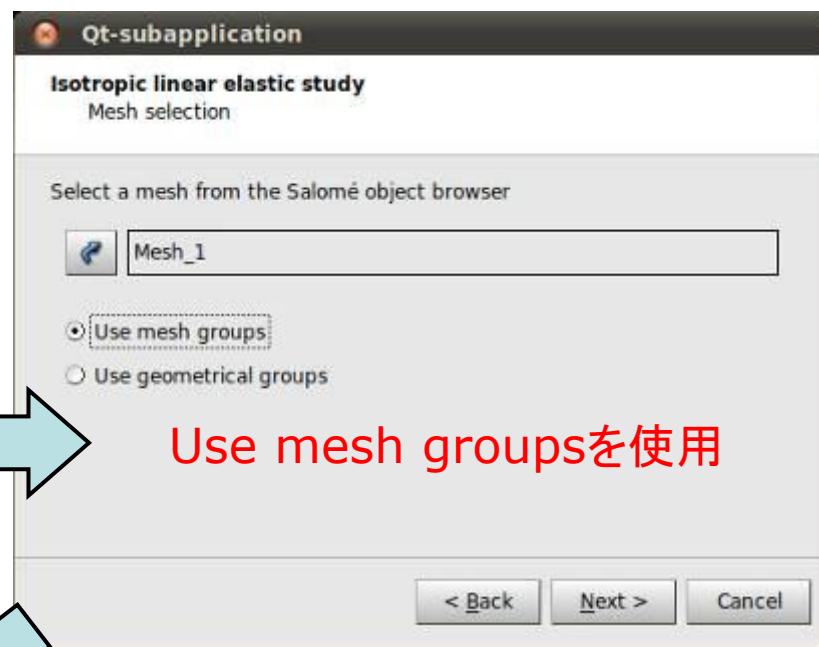 Qt-subapplication
Isotropic linear elastic study
Mesh selection
Select a mesh from the Salomé object browser
Mesh_1
Use mesh groups
Use geometrical groups
Use mesh groupsを使用
< Back Next > Cancel